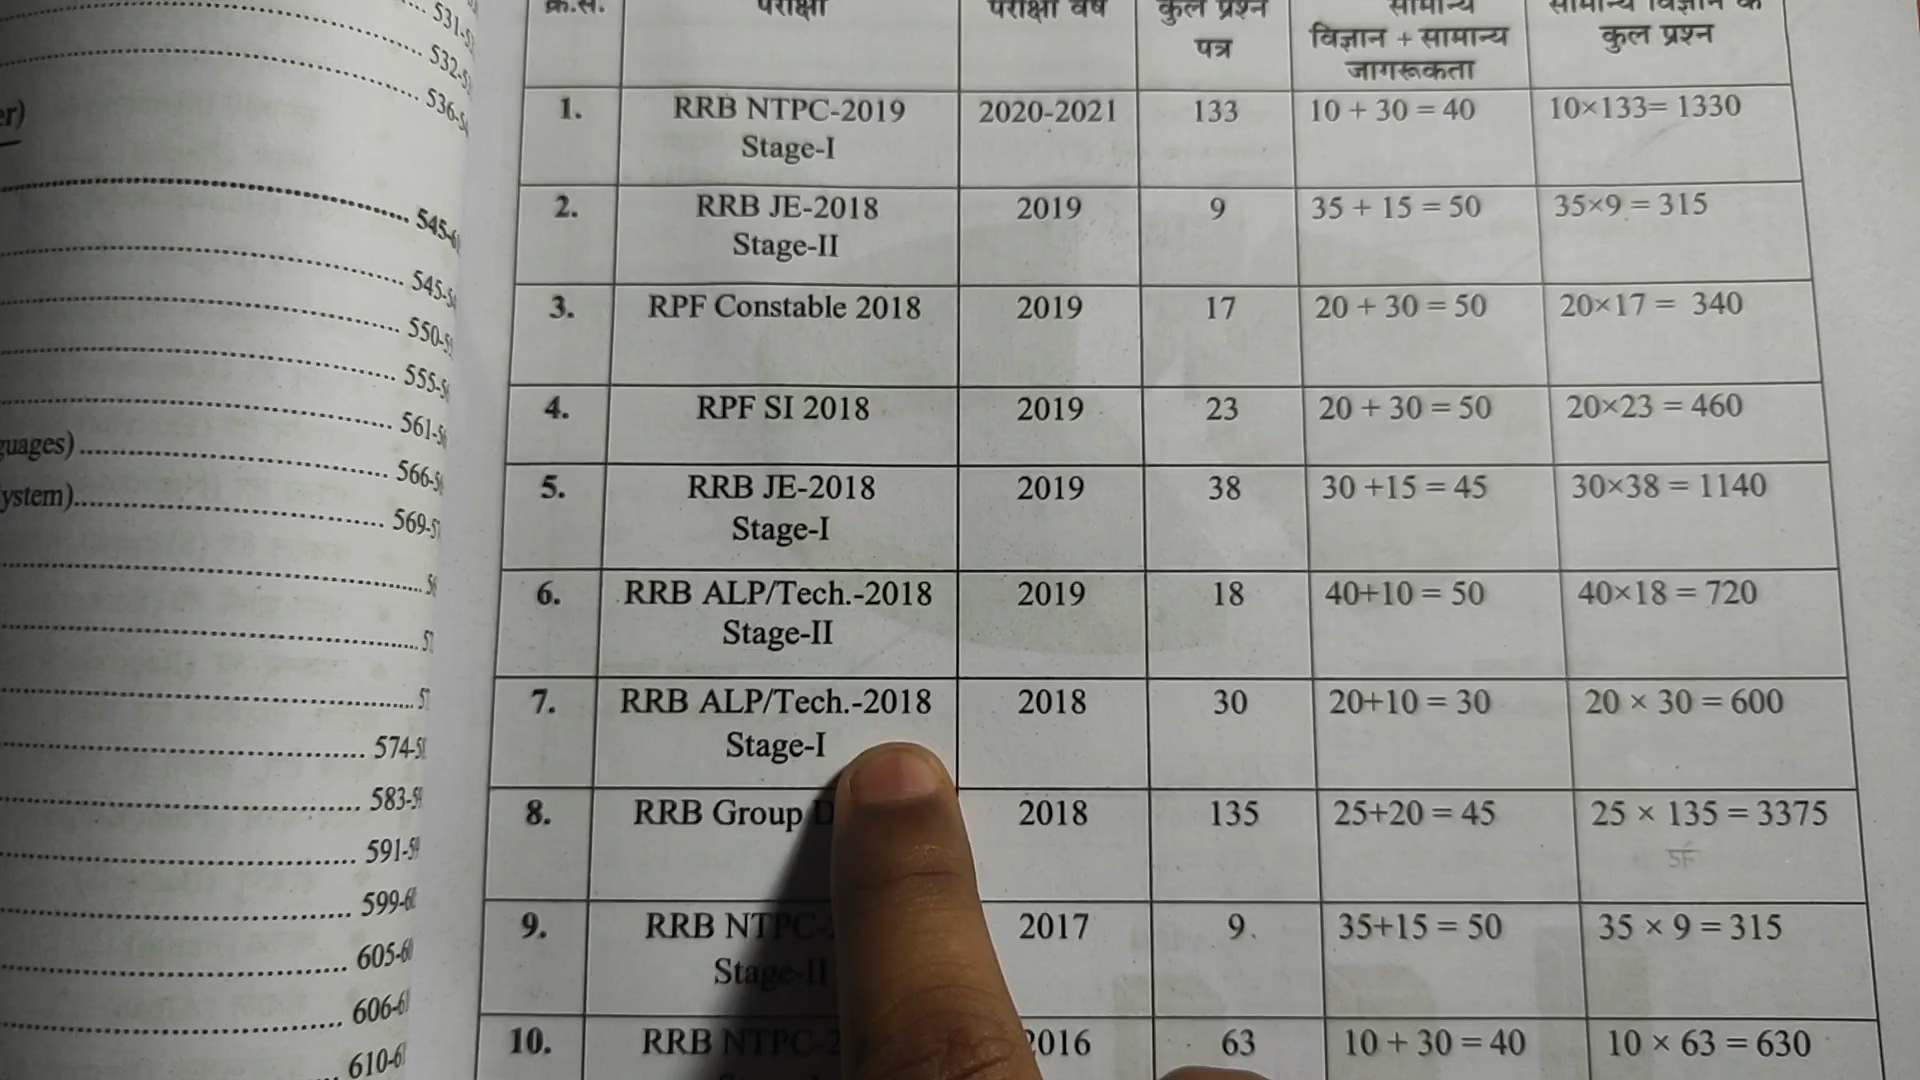 531-5
532-5
536-5
er)
545-6
545-5
550-5
555-5
561-5
guages) 566-5
ystem) 569-5
5
5
5
574-5
583-5
591-5
599-6
605-6
606-6
610-6
क्र.सं. परीक्षा परीक्षा वर्ष कुल प्रश्न पत्र सामान्य विज्ञान + सामान्य जागरूकता सामान्य विज्ञान के कुल प्रश्न
1. RRB NTPC-2019 2020-2021 133 10 + 30 = 40 10×133= 1330
Stage-I
2. RRB JE-2018 2019 9 35 + 15 = 50 35×9 = 315
Stage-II
3. RPF Constable 2018 2019 17 20 + 30 = 50 20×17 = 340
4. RPF SI 2018 2019 23 20 + 30 = 50 20×23 = 460
5. RRB JE-2018 2019 38 30 +15 = 45 30×38 = 1140
Stage-I
6. RRB ALP/Tech.-2018 2019 18 40+10 = 50 40×18 = 720
Stage-II
7. RRB ALP/Tech.-2018 2018 30 20+10 = 30 20 × 30 = 600
Stage-I
8. RRB Group D 2018 135 25+20 = 45 25 × 135 = 3375
9. RRB NTPC- 2017 9 35+15 = 50 35 × 9 = 315
Stage-II
10. RRB NTPC-2 2016 63 10 + 30 = 40 10 × 63 = 630